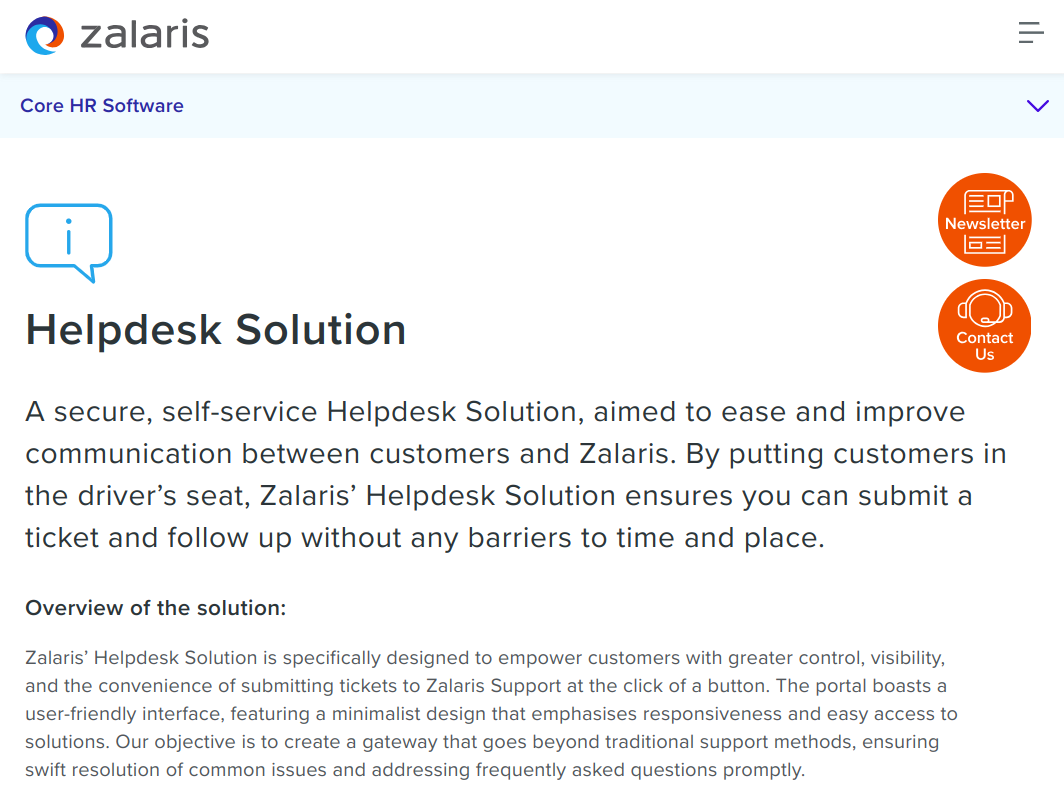 zalaris
Core HR Software
Newsletter
Contact
Us
Helpdesk Solution
A secure, self-service Helpdesk Solution, aimed to ease and improve
communication between customers and Zalaris. By putting customers in
the driver’s seat, Zalaris’ Helpdesk Solution ensures you can submit a
ticket and follow up without any barriers to time and place.
Overview of the solution:
Zalaris’ Helpdesk Solution is specifically designed to empower customers with greater control, visibility,
and the convenience of submitting tickets to Zalaris Support at the click of a button. The portal boasts a
user-friendly interface, featuring a minimalist design that emphasises responsiveness and easy access to
solutions. Our objective is to create a gateway that goes beyond traditional support methods, ensuring
swift resolution of common issues and addressing frequently asked questions promptly.